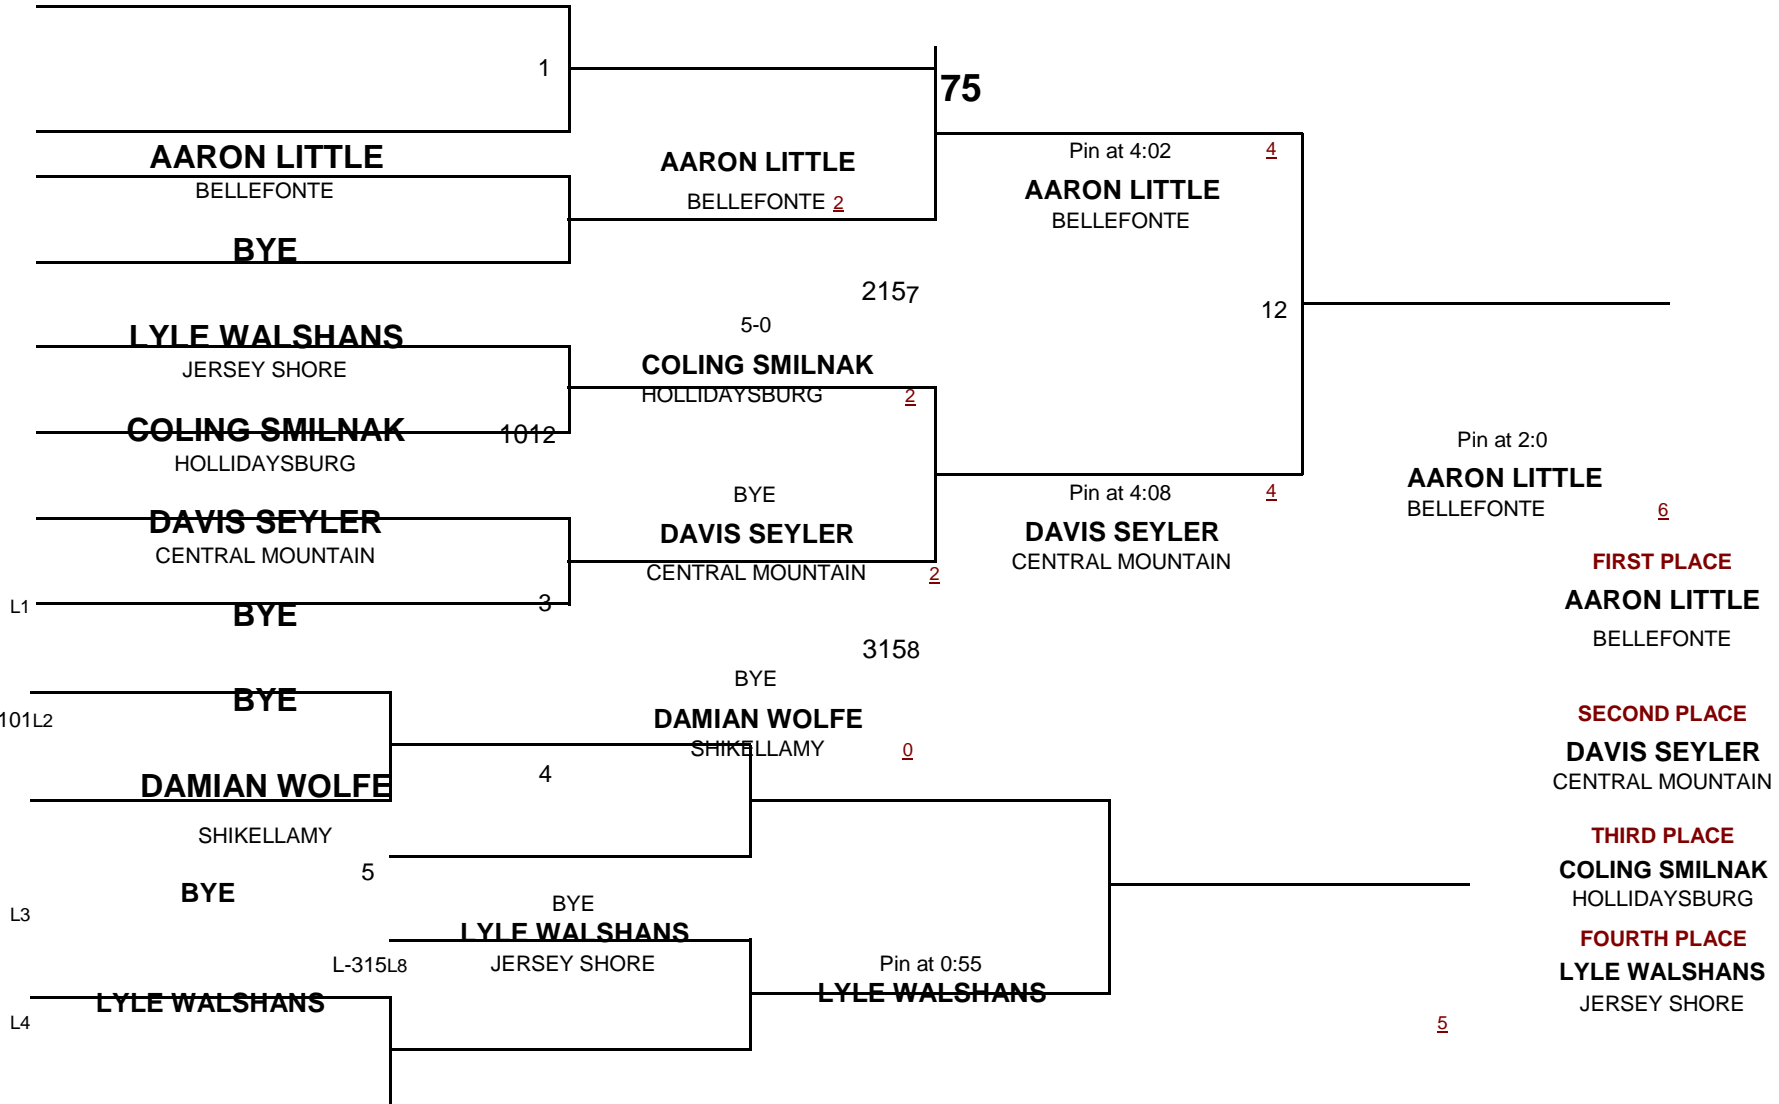 1
75
AARON LITTLE
BELLEFONTE
BYE
LYLE WALSHANS
JERSEY SHORE
COLING SMILNAK
HOLLIDAYSBURG
1012
DAVIS SEYLER
CENTRAL MOUNTAIN
L1
BYE
3
BYE
101L2
DAMIAN WOLFE
SHIKELLAMY
5
BYE
L3
L-315L8
LYLE WALSHANS
L4
AARON LITTLE
BELLEFONTE 2
2157
5-0
COLING SMILNAK
HOLLIDAYSBURG 2
BYE
DAVIS SEYLER
CENTRAL MOUNTAIN 2
3158
BYE
DAMIAN WOLFE
SHIKELLAMY 0
4
BYE
LYLE WALSHANS
JERSEY SHORE
Pin at 4:02 4
AARON LITTLE
BELLEFONTE
12
Pin at 4:08 4
DAVIS SEYLER
CENTRAL MOUNTAIN
Pin at 0:55
LYLE WALSHANS
5
Pin at 2:0
AARON LITTLE
BELLEFONTE 6
FIRST PLACE
AARON LITTLE
BELLEFONTE
SECOND PLACE
DAVIS SEYLER
CENTRAL MOUNTAIN
THIRD PLACE
COLING SMILNAK
HOLLIDAYSBURG
FOURTH PLACE
LYLE WALSHANS
JERSEY SHORE